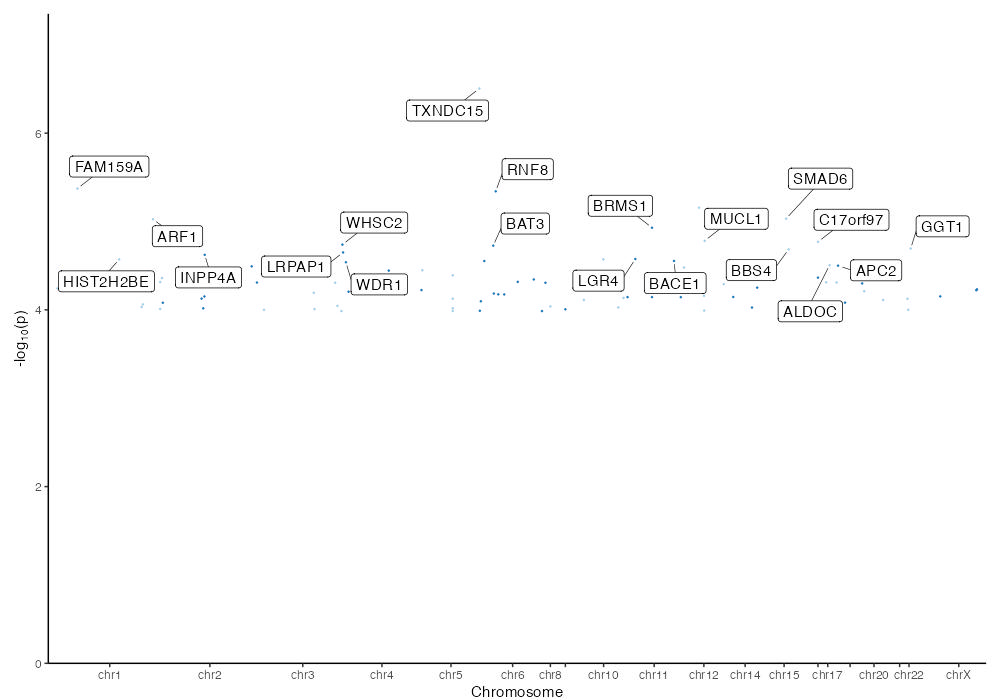 TXNDC15
6
FAM159A
RNF8
SMAD6
BRMS1
MUCL1
C17orf97
WHSC2
BAT3
GGT1
ARF1
LRPAP1
BBS4
APC2
HIST2H2BE
INPP4A
WDR1
LGR4
BACE1
ALDOC
4
-log10(p)
2
0
chr1 chr2 chr3 chr4 chr5 chr6 chr8 chr10 chr11 chr12 chr14 chr15 chr17 chr20 chr22 chrX
Chromosome